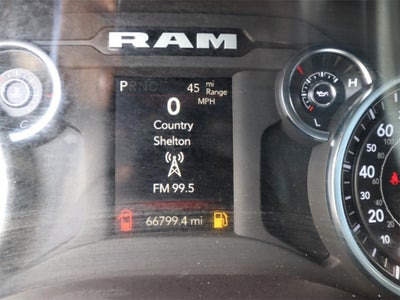 RAM
PRNC 45 mi
Range
0 MPH
Country
Shelton
FM 99.5
66799.4 mi
C
H
L
60
50
40
30
20
10